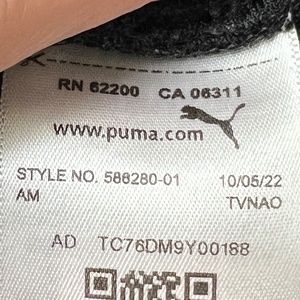 RN 62200 CA 06311
www.puma.com
STYLE NO. 586280-01 10/05/22
AM TVNAO
AD TC76DM9Y00188